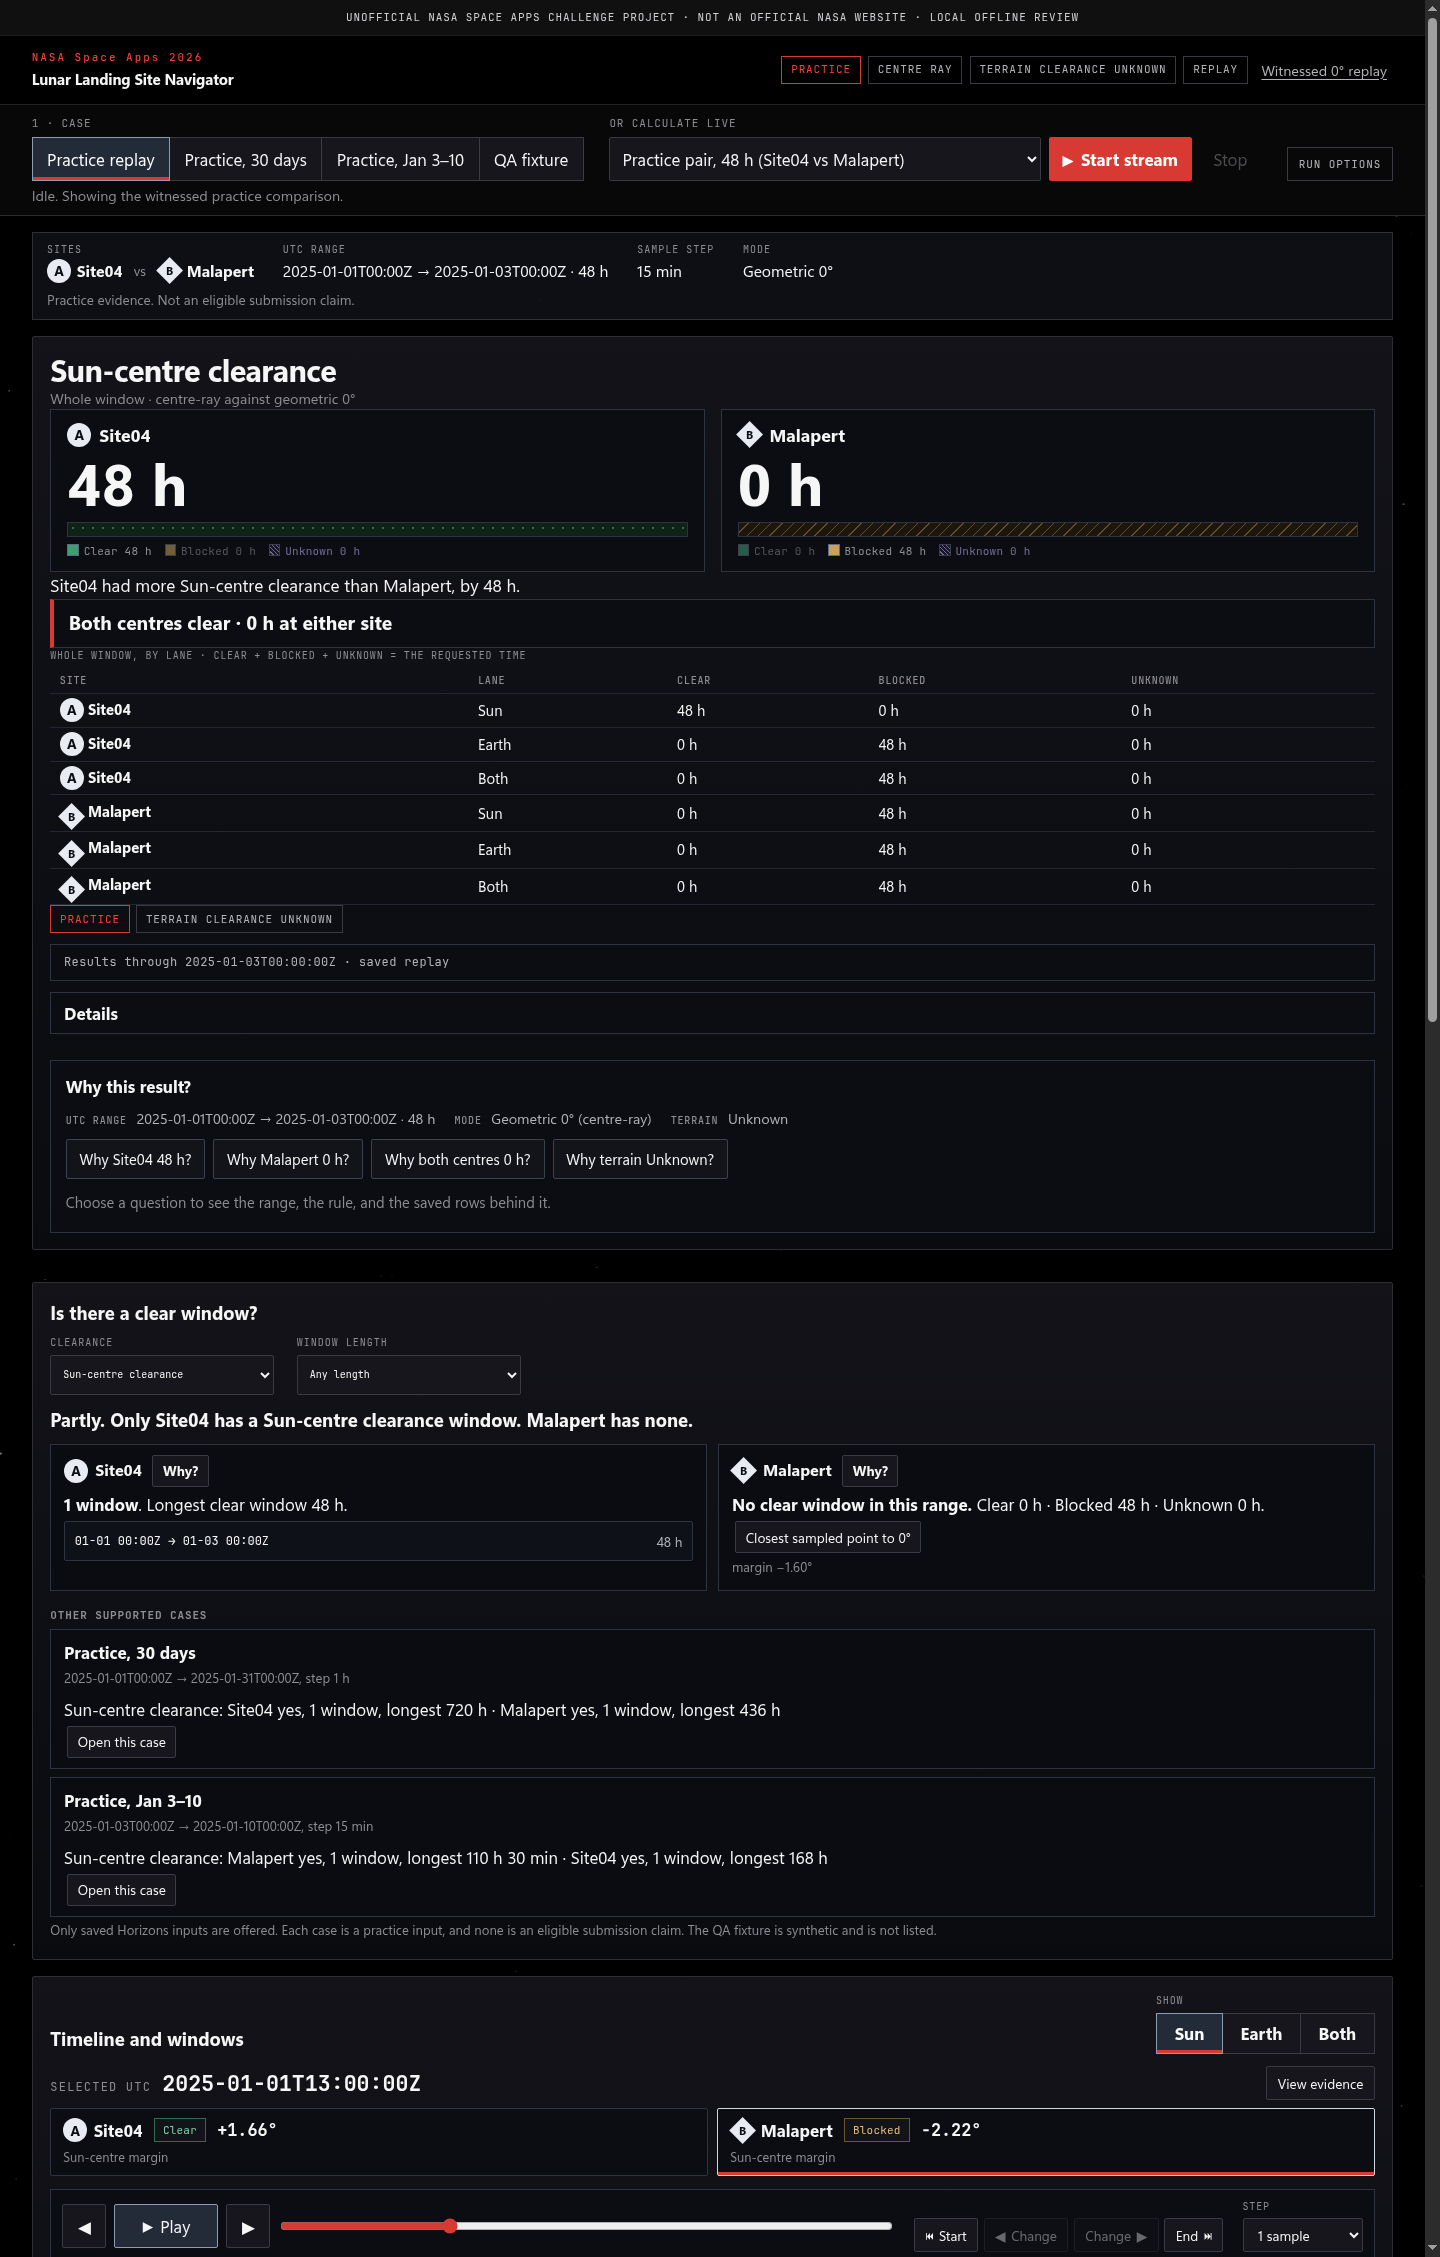 UNOFFICIAL NASA SPACE APPS CHALLENGE PROJECT · NOT AN OFFICIAL NASA WEBSITE · LOCAL OFFLINE REVIEW
NASA Space Apps 2026
Lunar Landing Site Navigator
PRACTICE
CENTRE RAY
TERRAIN CLEARANCE UNKNOWN
REPLAY
Witnessed 0° replay
1 · CASE
Practice replay
Practice, 30 days
Practice, Jan 3–10
QA fixture
OR CALCULATE LIVE
Practice pair, 48 h (Site04 vs Malapert)
▶ Start stream
Stop
RUN OPTIONS
Idle. Showing the witnessed practice comparison.
SITES
A Site04 vs B Malapert
UTC RANGE
2025-01-01T00:00Z → 2025-01-03T00:00Z · 48 h
SAMPLE STEP
15 min
MODE
Geometric 0°
Practice evidence. Not an eligible submission claim.
Sun-centre clearance
Whole window · centre-ray against geometric 0°
A Site04
48 h
Clear 48 h Blocked 0 h Unknown 0 h
B Malapert
0 h
Clear 0 h Blocked 48 h Unknown 0 h
Site04 had more Sun-centre clearance than Malapert, by 48 h.
Both centres clear · 0 h at either site
WHOLE WINDOW, BY LANE · CLEAR + BLOCKED + UNKNOWN = THE REQUESTED TIME
SITE LANE CLEAR BLOCKED UNKNOWN
A Site04 Sun 48 h 0 h 0 h
A Site04 Earth 0 h 48 h 0 h
A Site04 Both 0 h 48 h 0 h
B Malapert Sun 0 h 48 h 0 h
B Malapert Earth 0 h 48 h 0 h
B Malapert Both 0 h 48 h 0 h
PRACTICE
TERRAIN CLEARANCE UNKNOWN
Results through 2025-01-03T00:00:00Z · saved replay
Details
Why this result?
UTC RANGE 2025-01-01T00:00Z → 2025-01-03T00:00Z · 48 h MODE Geometric 0° (centre-ray) TERRAIN Unknown
Why Site04 48 h?
Why Malapert 0 h?
Why both centres 0 h?
Why terrain Unknown?
Choose a question to see the range, the rule, and the saved rows behind it.
Is there a clear window?
CLEARANCE
Sun-centre clearance
WINDOW LENGTH
Any length
Partly. Only Site04 has a Sun-centre clearance window. Malapert has none.
A Site04 Why?
1 window. Longest clear window 48 h.
01-01 00:00Z → 01-03 00:00Z 48 h
B Malapert Why?
No clear window in this range. Clear 0 h · Blocked 48 h · Unknown 0 h.
Closest sampled point to 0°
margin −1.60°
OTHER SUPPORTED CASES
Practice, 30 days
2025-01-01T00:00Z → 2025-01-31T00:00Z, step 1 h
Sun-centre clearance: Site04 yes, 1 window, longest 720 h · Malapert yes, 1 window, longest 436 h
Open this case
Practice, Jan 3–10
2025-01-03T00:00Z → 2025-01-10T00:00Z, step 15 min
Sun-centre clearance: Malapert yes, 1 window, longest 110 h 30 min · Site04 yes, 1 window, longest 168 h
Open this case
Only saved Horizons inputs are offered. Each case is a practice input, and none is an eligible submission claim. The QA fixture is synthetic and is not listed.
Timeline and windows
SHOW
Sun
Earth
Both
SELECTED UTC 2025-01-01T13:00:00Z
View evidence
A Site04 Clear +1.66°
Sun-centre margin
B Malapert Blocked -2.22°
Sun-centre margin
◀
▶ Play
▶
⏮ Start
◀ Change
Change ▶
End ⏭
STEP
1 sample